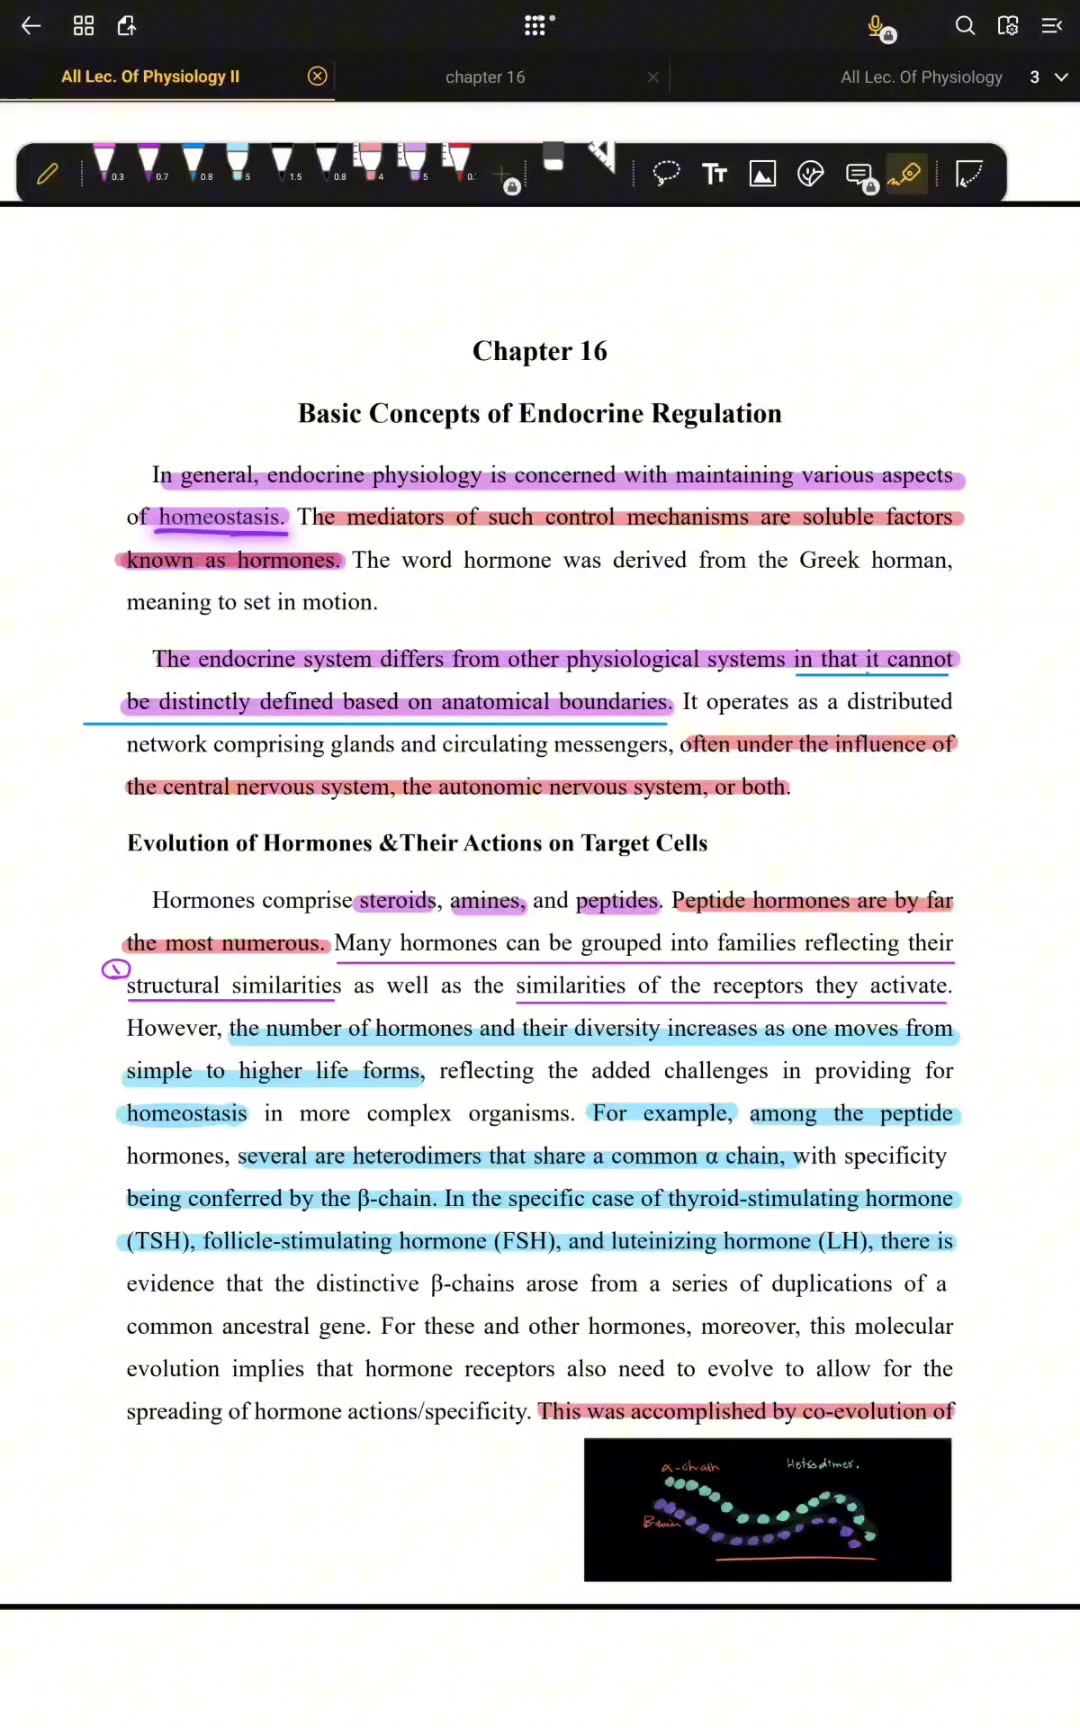 All Lec. Of Physiology II
chapter 16
All Lec. Of Physiology 3
0.3 0.7 0.8 5 1.5 0.8 4 5 0.
Tт
Chapter 16
Basic Concepts of Endocrine Regulation
In general, endocrine physiology is concerned with maintaining various aspects
of homeostasis. The mediators of such control mechanisms are soluble factors
known as hormones. The word hormone was derived from the Greek horman,
meaning to set in motion.
The endocrine system differs from other physiological systems in that it cannot
be distinctly defined based on anatomical boundaries. It operates as a distributed
network comprising glands and circulating messengers, often under the influence of
the central nervous system, the autonomic nervous system, or both.
Evolution of Hormones &Their Actions on Target Cells
Hormones comprise steroids, amines, and peptides. Peptide hormones are by far
the most numerous. Many hormones can be grouped into families reflecting their
structural similarities as well as the similarities of the receptors they activate.
However, the number of hormones and their diversity increases as one moves from
simple to higher life forms, reflecting the added challenges in providing for
homeostasis in more complex organisms. For example, among the peptide
hormones, several are heterodimers that share a common α chain, with specificity
being conferred by the β-chain. In the specific case of thyroid-stimulating hormone
(TSH), follicle-stimulating hormone (FSH), and luteinizing hormone (LH), there is
evidence that the distinctive β-chains arose from a series of duplications of a
common ancestral gene. For these and other hormones, moreover, this molecular
evolution implies that hormone receptors also need to evolve to allow for the
spreading of hormone actions/specificity. This was accomplished by co-evolution of
α-chain